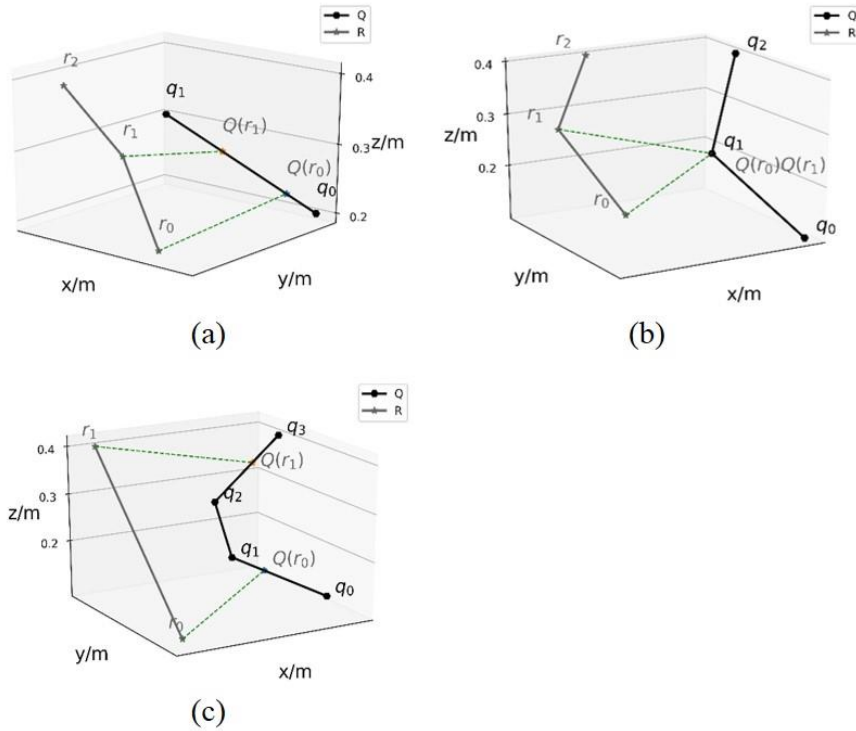 Q
R
r₂
q₁
0.4
r₁
Q(r₁)
z/m
0.3
Q(r₀)
q₀
r₀
0.2
x/m
y/m
(a)
Q
R
r₂
q₂
0.4
0.3
r₁
z/m
q₁
0.2
Q(r₀)Q(r₁)
r₀
q₀
y/m
x/m
(b)
Q
R
r₁
q₃
0.4
Q(r₁)
0.3
q₂
z/m
0.2
q₁
Q(r₀)
q₀
r₀
y/m
x/m
(c)